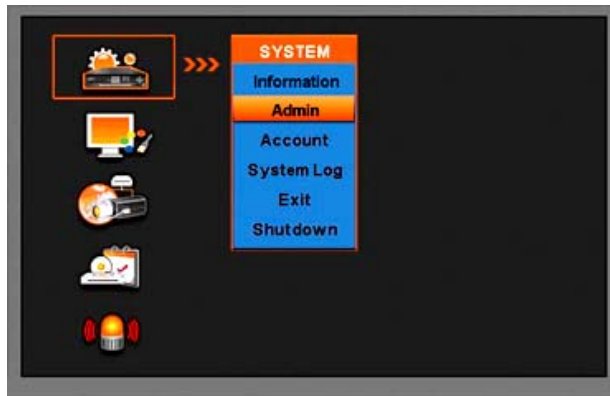 SYSTEM
Information
Admin
Account
System Log
Exit
Shutdown